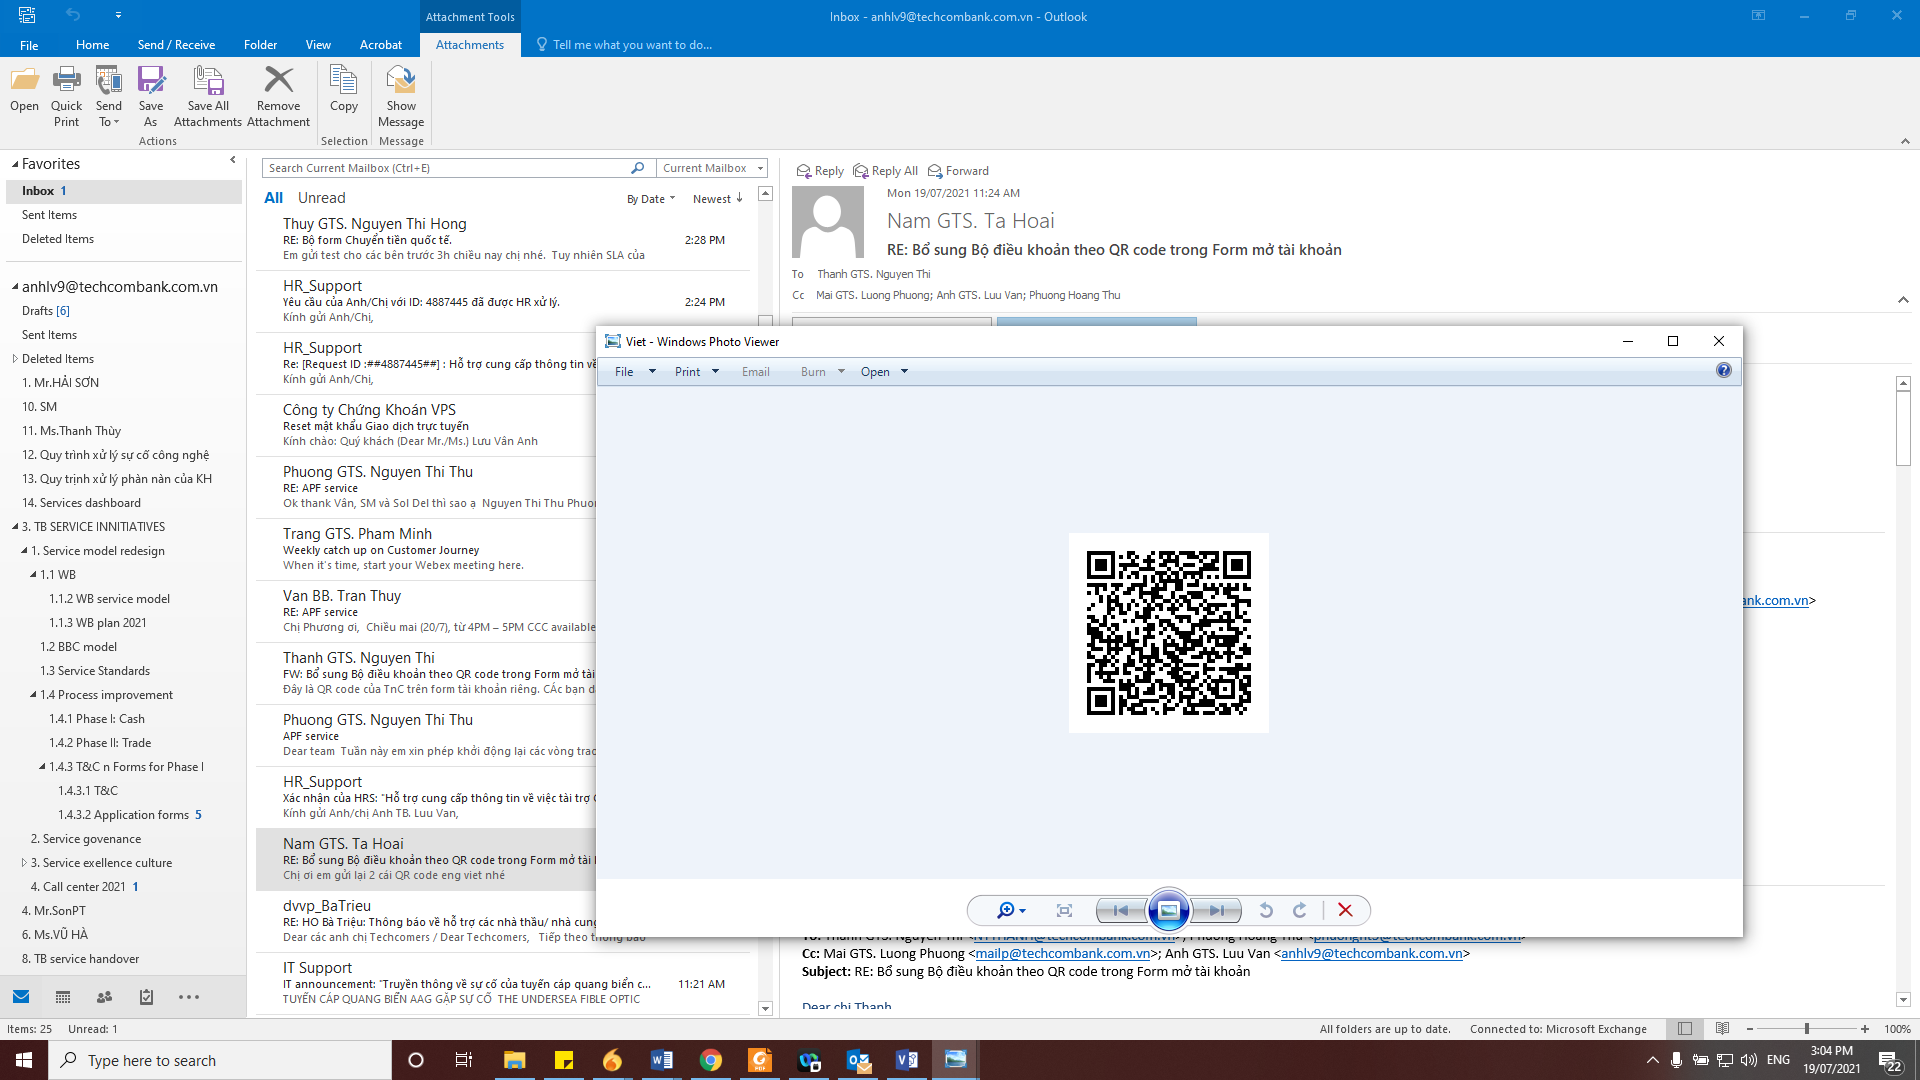 Attachment Tools
Inbox - anhlv9@techcombank.com.vn - Outlook
File Home Send / Receive Folder View Acrobat Attachments Tell me what you want to do...
Open Quick Print Send To Save As Save All Attachments Remove Attachment Copy Show Message
Actions Selection Message
Favorites
Inbox 1
Sent Items
Deleted Items
anhlv9@techcombank.com.vn
Drafts [6]
Sent Items
Deleted Items
1. Mr.HẢI SƠN
10. SM
11. Ms.Thanh Thùy
12. Quy trình xử lý sự cố công nghệ
13. Quy trịnh xử lý phàn nàn của KH
14. Services dashboard
3. TB SERVICE INNITIATIVES
1. Service model redesign
1.1 WB
1.1.2 WB service model
1.1.3 WB plan 2021
1.2 BBC model
1.3 Service Standards
1.4 Process improvement
1.4.1 Phase I: Cash
1.4.2 Phase II: Trade
1.4.3 T&C n Forms for Phase I
1.4.3.1 T&C
1.4.3.2 Application forms 5
2. Service govenance
3. Service exellence culture
4. Call center 2021 1
4. Mr.SonPT
6. Ms.VŨ HÀ
8. TB service handover
Search Current Mailbox (Ctrl+E) Current Mailbox
All Unread By Date Newest
Thuy GTS. Nguyen Thi Hong
RE: Bộ form Chuyển tiền quốc tế. 2:28 PM
Em gửi test cho các bên trước 3h chiều nay chị nhé. Tuy nhiên SLA của
HR_Support
Yêu cầu của Anh/Chị với ID: 4887445 đã được HR xử lý. 2:24 PM
Kính gửi Anh/Chị,
HR_Support
Re: [Request ID :##4887445##] : Hỗ trợ cung cấp thông tin về
Kính gửi Anh/Chị,
Công ty Chứng Khoán VPS
Reset mật khẩu Giao dịch trực tuyến
Kính chào: Quý khách (Dear Mr./Ms.) Lưu Vân Anh
Phuong GTS. Nguyen Thi Thu
RE: APF service
Ok thank Vân, SM và Sol Del thì sao ạ Nguyen Thi Thu Phuon
Trang GTS. Pham Minh
Weekly catch up on Customer Journey
When it's time, start your Webex meeting here.
Van BB. Tran Thuy
RE: APF service
Chị Phương ơi, Chiều mai (20/7), từ 4PM – 5PM CCC available
Thanh GTS. Nguyen Thi
FW: Bổ sung Bộ điều khoản theo QR code trong Form mở tài
Đây là QR code của TnC trên form tài khoản riêng. CÁc bạn
Phuong GTS. Nguyen Thi Thu
APF service
Dear team Tuần này em xin phép khởi động lại các vòng trao
HR_Support
Xác nhận của HRS: "Hỗ trợ cung cấp thông tin về việc tài trợ
Kính gửi Anh/chị Anh TB. Luu Van,
Nam GTS. Ta Hoai
RE: Bổ sung Bộ điều khoản theo QR code trong Form mở tài
Chị ơi em gửi lại 2 cái QR code eng viet nhé
dvvp_BaTrieu
RE: HO Bà Triệu: Thông báo về hỗ trợ các nhà thầu/ nhà cung
Dear các anh chị Techcomers / Dear Techcomers, Tiếp theo thông báo
IT Support
IT announcement: "Truyền thông về sự cố của tuyến cáp quang biển c... 11:21 AM
TUYẾN CÁP QUANG BIỂN AAG GẶP SỰ CỐ THE UNDERSEA FIBLE OPTIC
Reply Reply All Forward
Mon 19/07/2021 11:24 AM
Nam GTS. Ta Hoai
RE: Bổ sung Bộ điều khoản theo QR code trong Form mở tài khoản
To Thanh GTS. Nguyen Thi
Cc Mai GTS. Luong Phuong; Anh GTS. Luu Van; Phuong Hoang Thu
Viet - Windows Photo Viewer
File Print Email Burn Open
ank.com.vn>
Cc: Mai GTS. Luong Phuong <mailp@techcombank.com.vn>; Anh GTS. Luu Van <anhlv9@techcombank.com.vn>
Subject: RE: Bổ sung Bộ điều khoản theo QR code trong Form mở tài khoản
Dear chị Thanh
Items: 25 Unread: 1 All folders are up to date. Connected to: Microsoft Exchange 100%
Type here to search
ENG 3:04 PM
19/07/2021 22